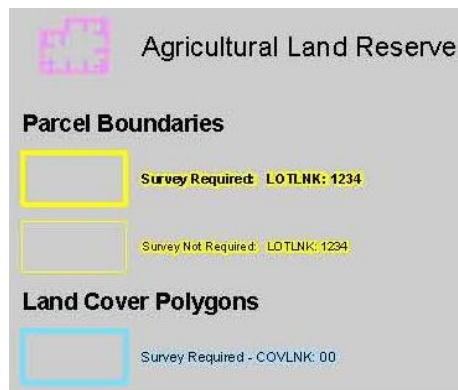 Agricultural Land Reserve
Parcel Boundaries
Survey Required: LOTLNK: 1234
Survey Not Required: LOTLNK: 1234
Land Cover Polygons
Survey Required - COVLNK: 00